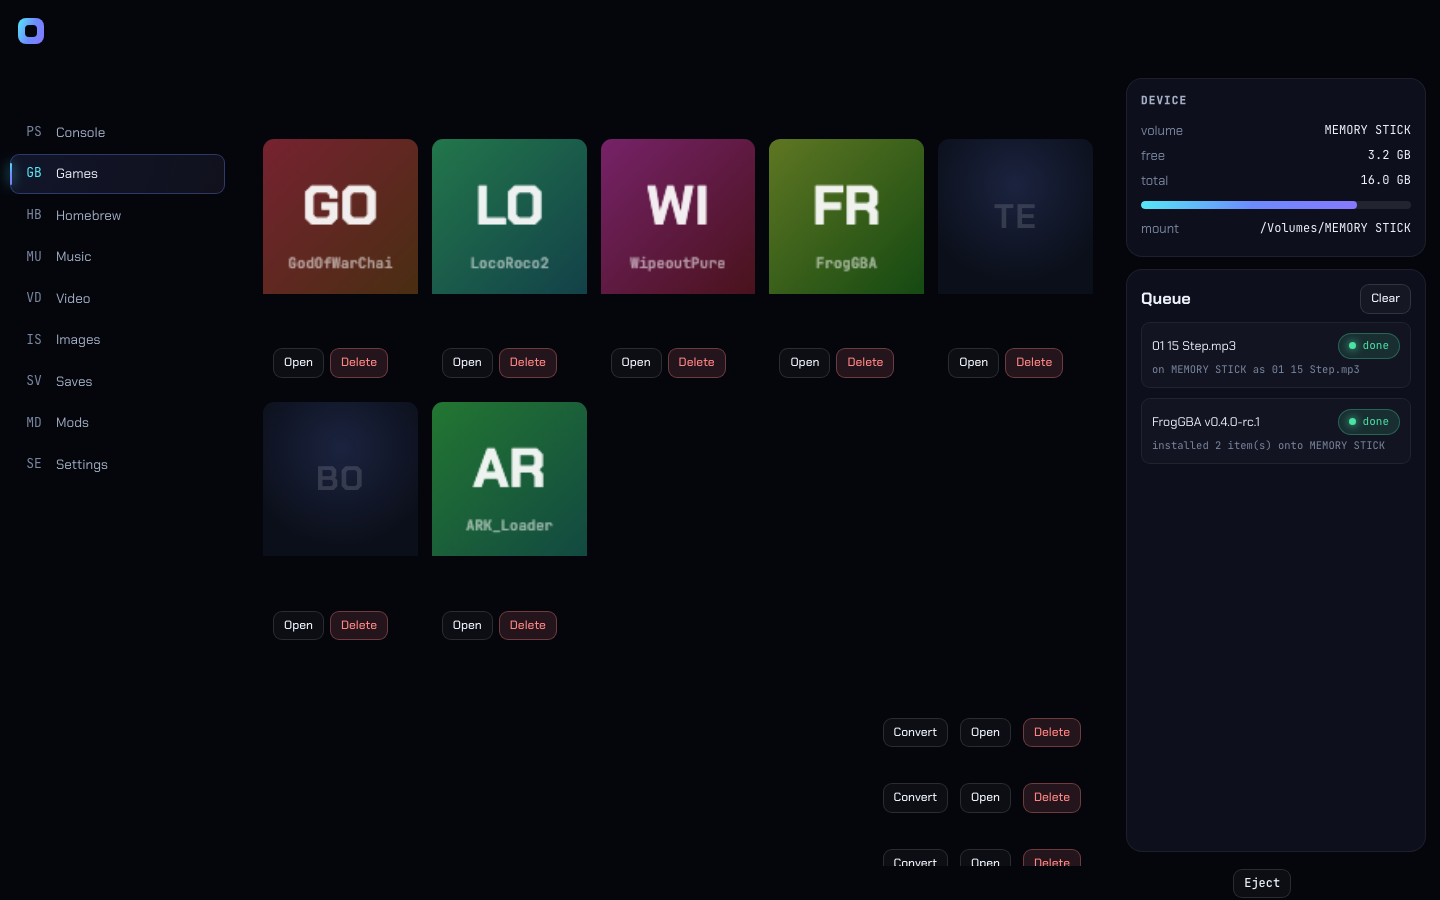 PS Console
GB Games
HB Homebrew
MU Music
VD Video
IS Images
SV Saves
MD Mods
SE Settings
GO
GodOfWarChai
LO
LocoRoco2
WI
WipeoutPure
FR
FrogGBA
TE
Open Delete
Open Delete
Open Delete
Open Delete
Open Delete
BO
AR
ARK_Loader
Open Delete
Open Delete
Convert Open Delete
Convert Open Delete
Convert Open Delete
DEVICE
volume MEMORY STICK
free 3.2 GB
total 16.0 GB
mount /Volumes/MEMORY STICK
Queue Clear
01 15 Step.mp3 done
on MEMORY STICK as 01 15 Step.mp3
FrogGBA v0.4.0-rc.1 done
installed 2 item(s) onto MEMORY STICK
Eject